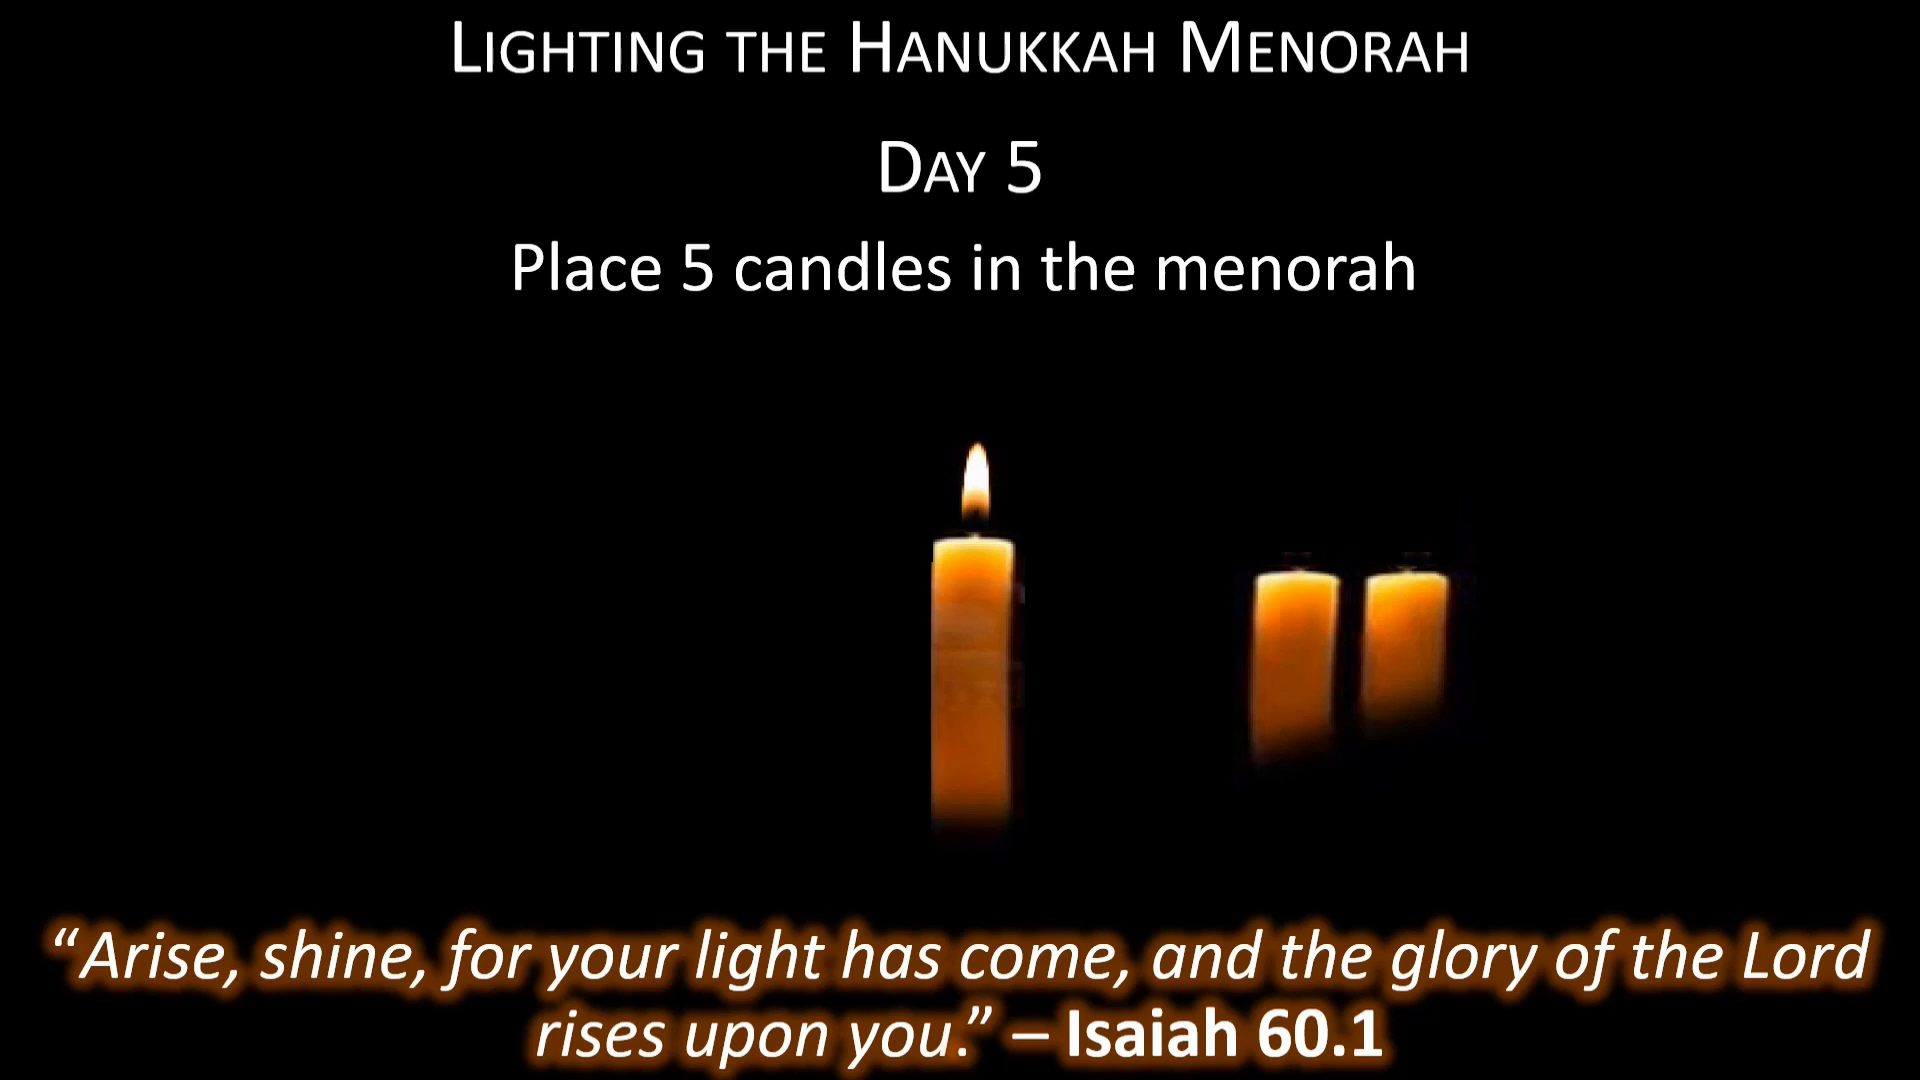 Lighting the Hanukkah Menorah
Day 5
Place 5 candles in the menorah
“Arise, shine, for your light has come, and the glory of the Lord
rises upon you.” – Isaiah 60.1